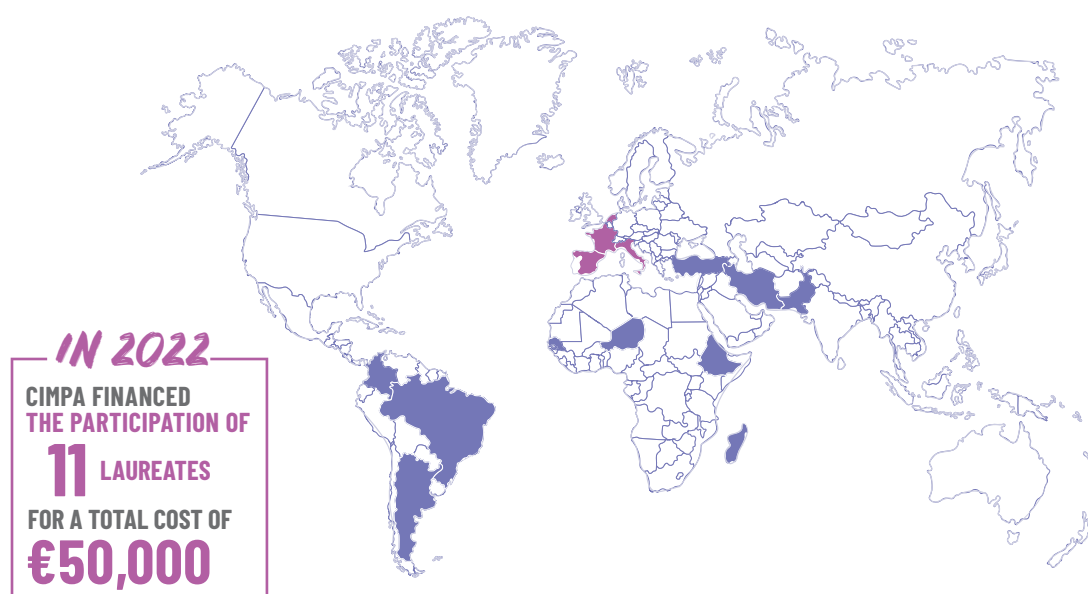 IN 2022
CIMPA FINANCED
THE PARTICIPATION OF
11 LAUREATES
FOR A TOTAL COST OF
€50,000